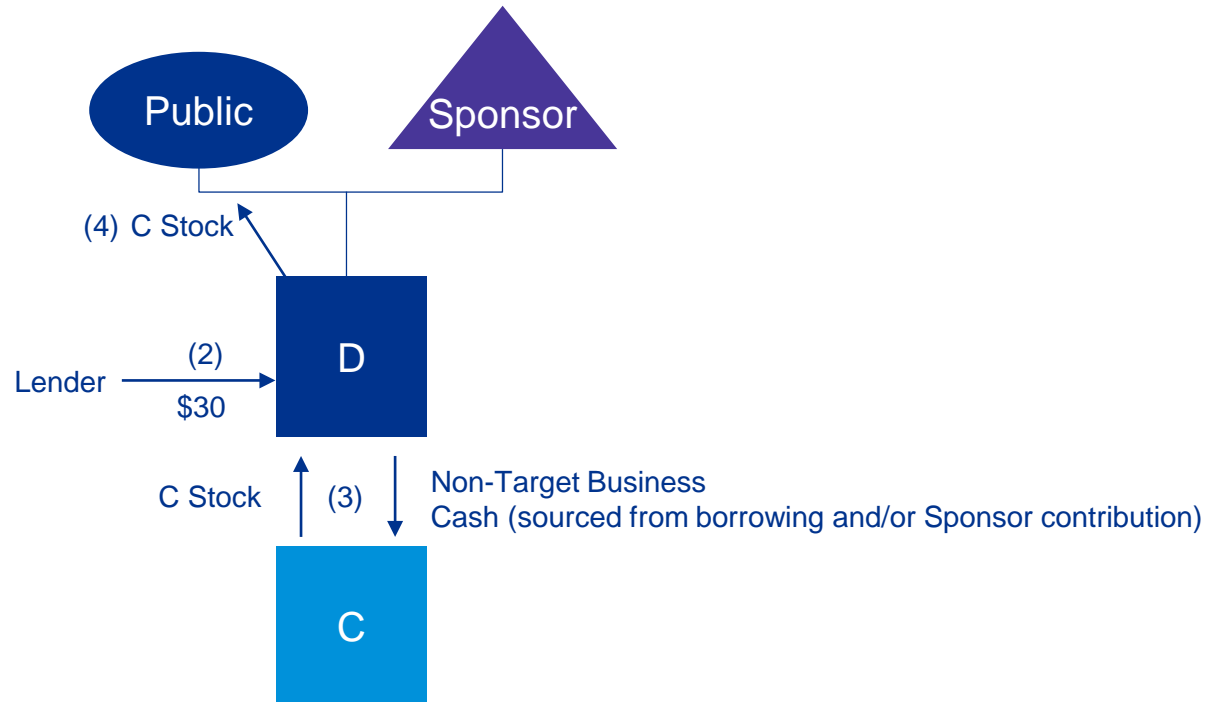 Public
Sponsor
(4) C Stock
D
(2)
Lender
$30
C Stock
(3)
Non-Target Business
Cash (sourced from borrowing and/or Sponsor contribution)
C